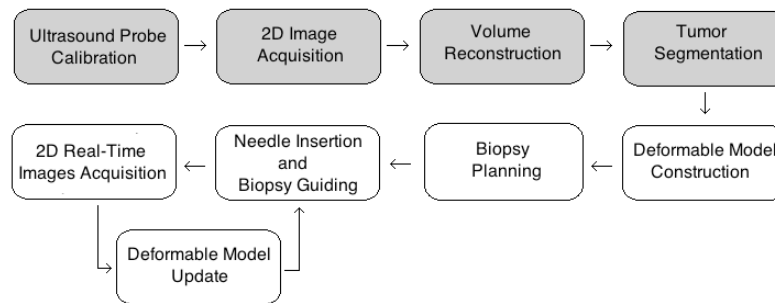 Ultrasound Probe
Calibration
2D Image
Acquisition
Volume
Reconstruction
Tumor
Segmentation
Deformable Model
Construction
Biopsy
Planning
Needle Insertion
and
Biopsy Guiding
2D Real-Time
Images Acquisition
Deformable Model
Update